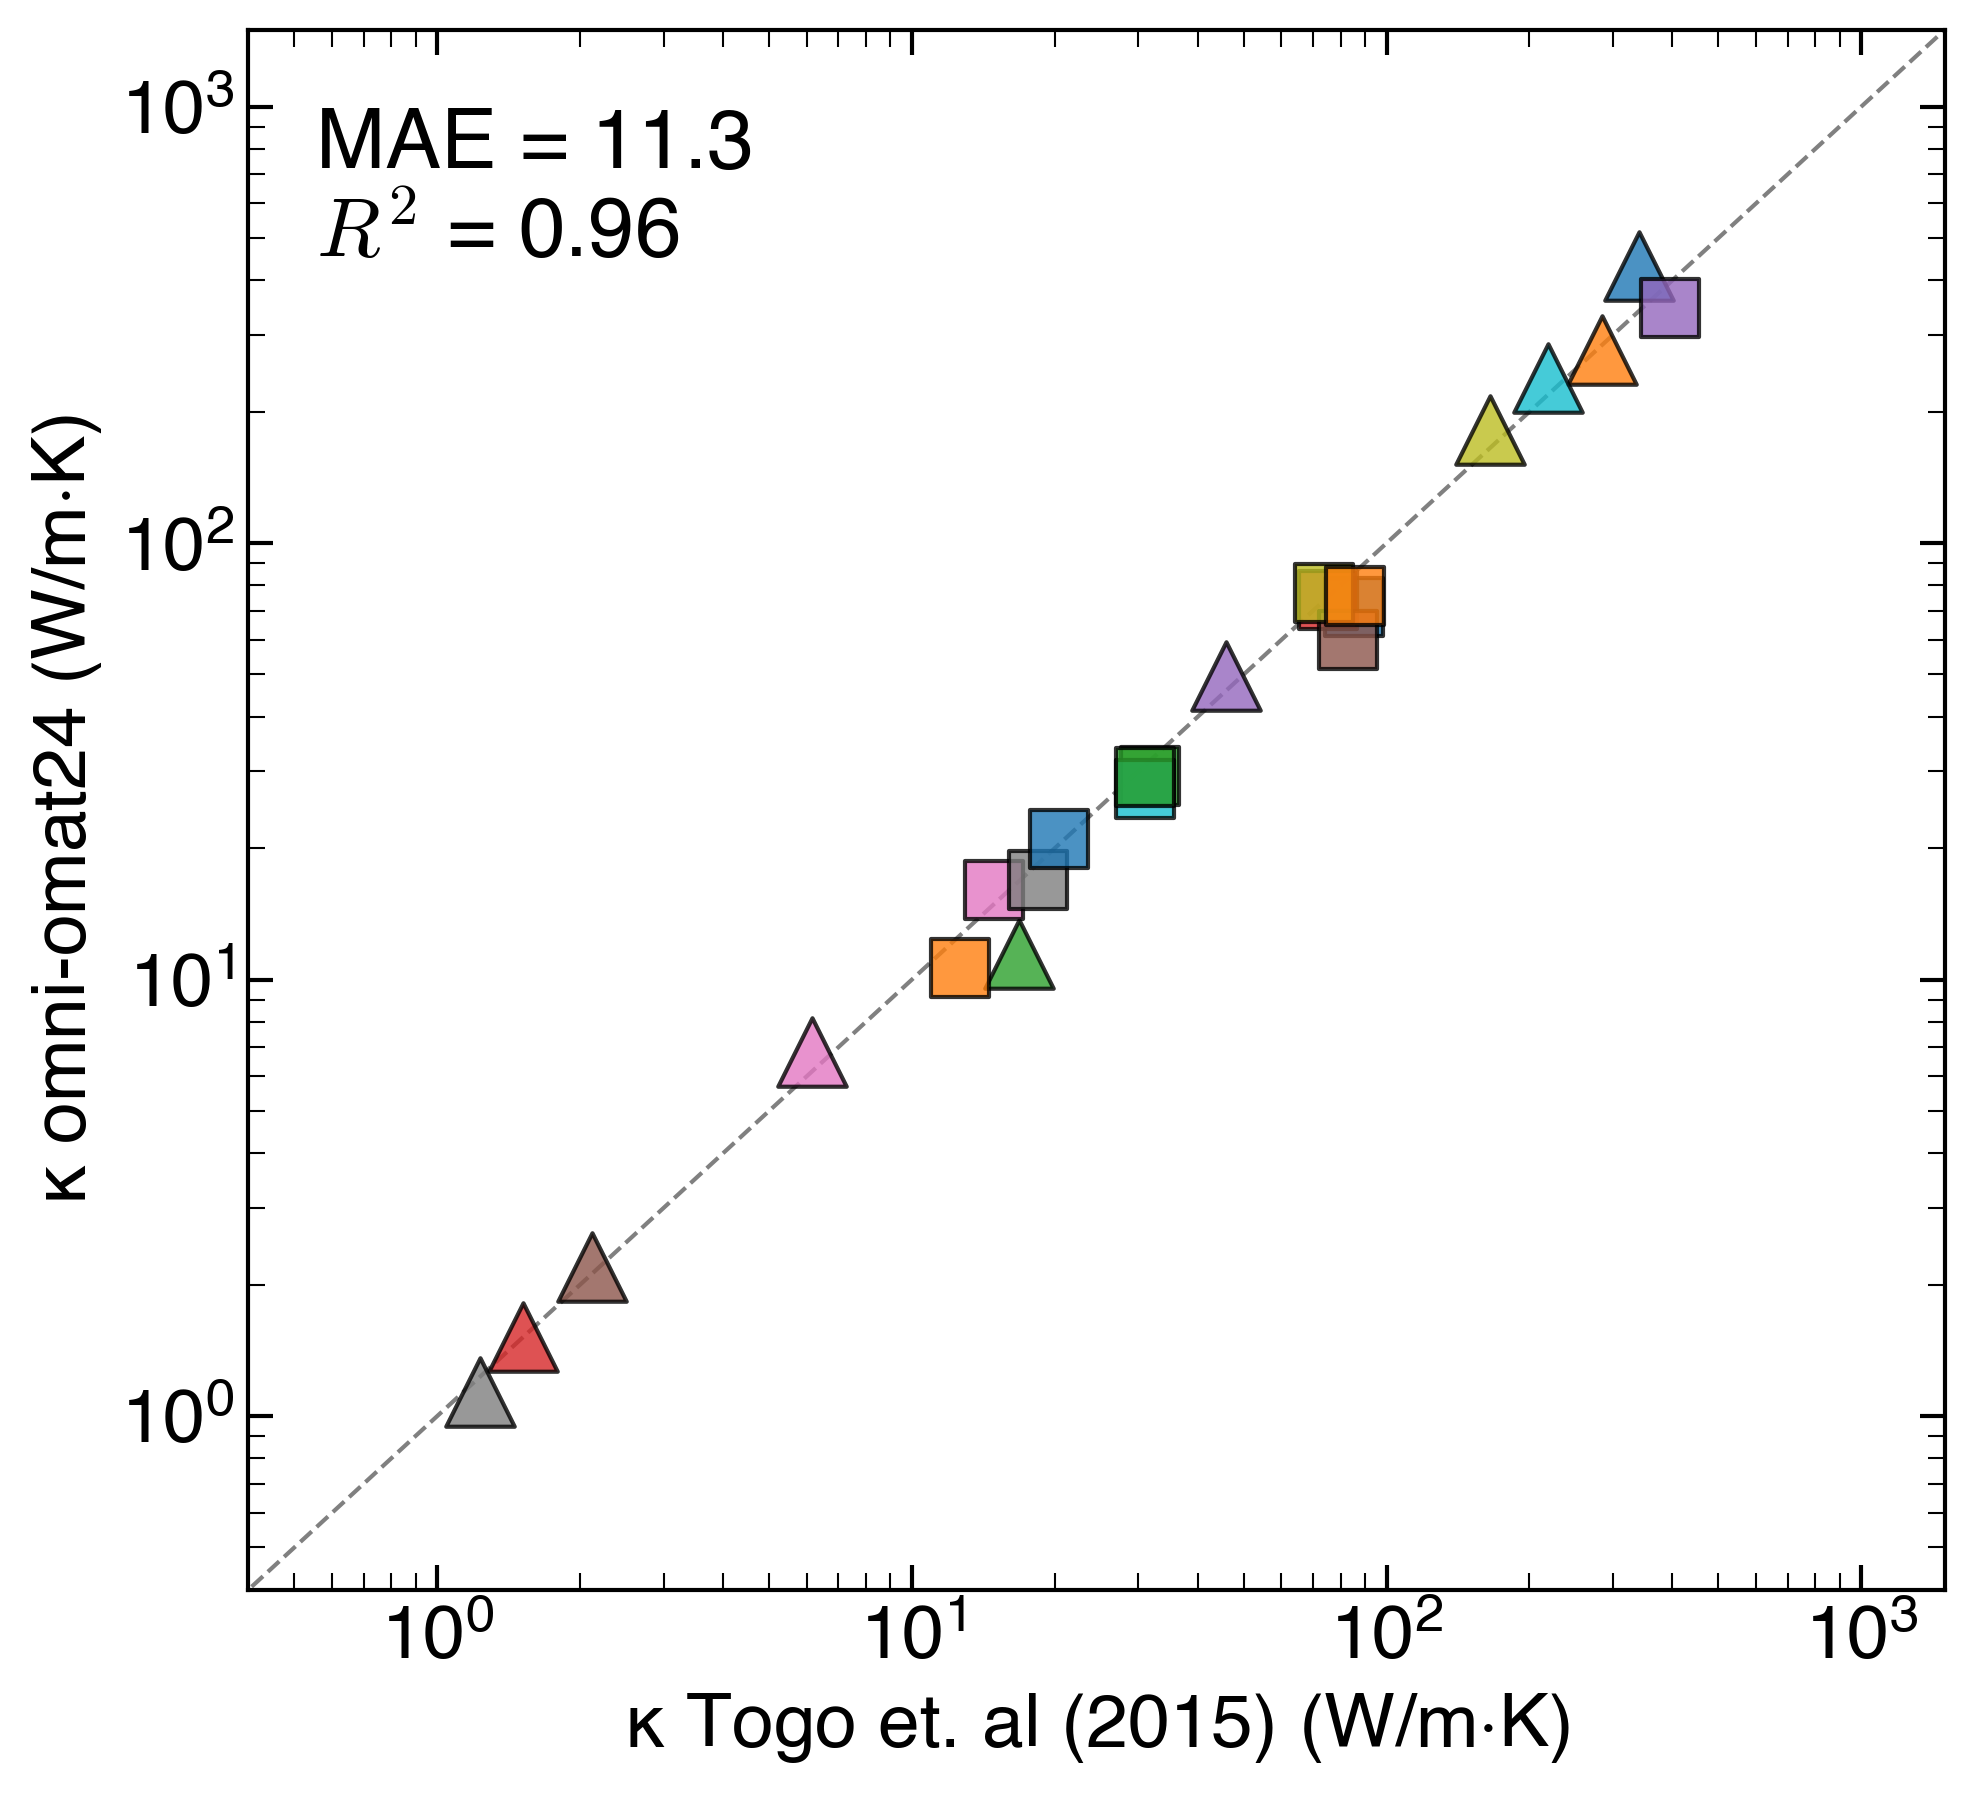 MAE = 11.3
R² = 0.96
10³
10²
10¹
10⁰
κ omni-omat24 (W/m·K)
10⁰ 10¹ 10² 10³
κ Togo et. al (2015) (W/m·K)